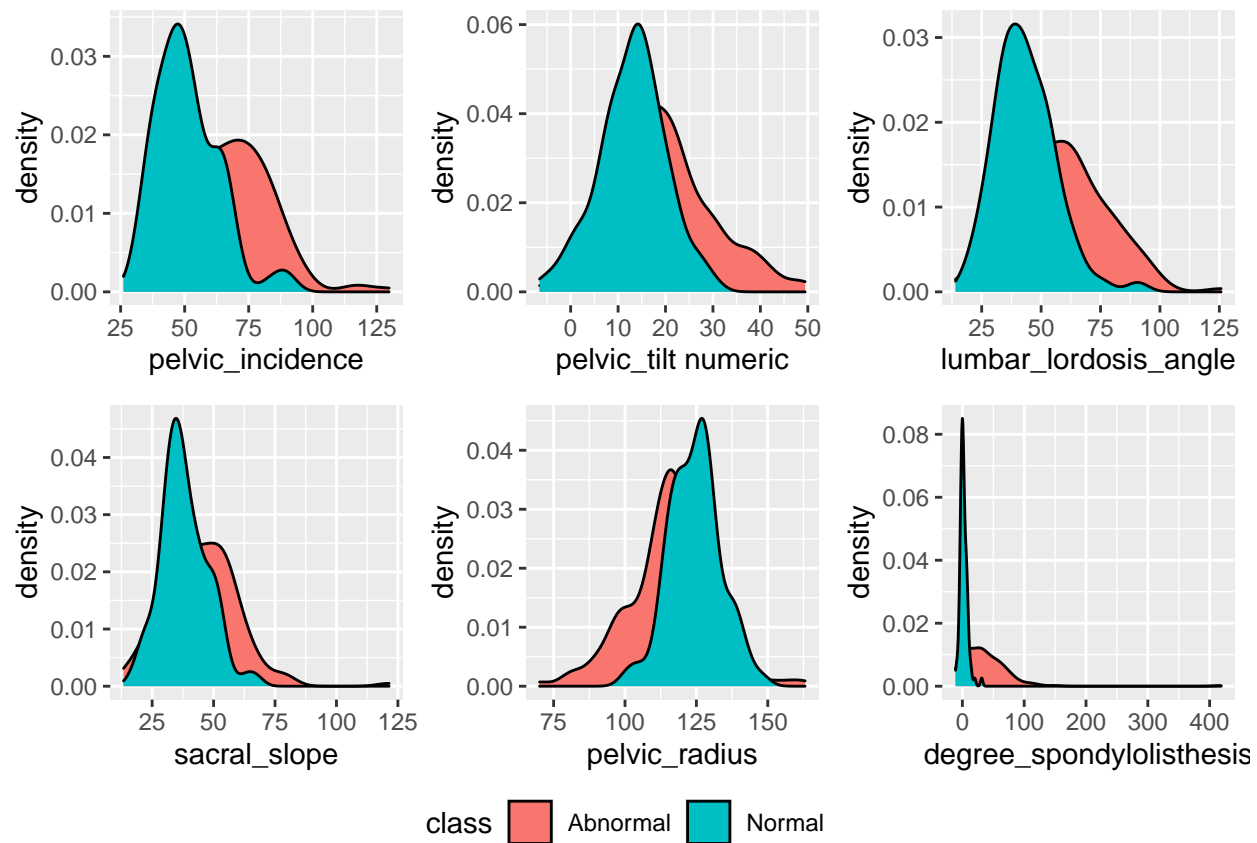 density
0.03
0.02
0.01
0.00
25 50 75 100 125
pelvic_incidence
density
0.06
0.04
0.02
0.00
0 10 20 30 40 50
pelvic_tilt numeric
density
0.03
0.02
0.01
0.00
25 50 75 100 125
lumbar_lordosis_angle
density
0.04
0.03
0.02
0.01
0.00
25 50 75 100 125
sacral_slope
density
0.04
0.03
0.02
0.01
0.00
75 100 125 150
pelvic_radius
density
0.08
0.06
0.04
0.02
0.00
0 100 200 300 400
degree_spondylolisthesis
class Abnormal Normal